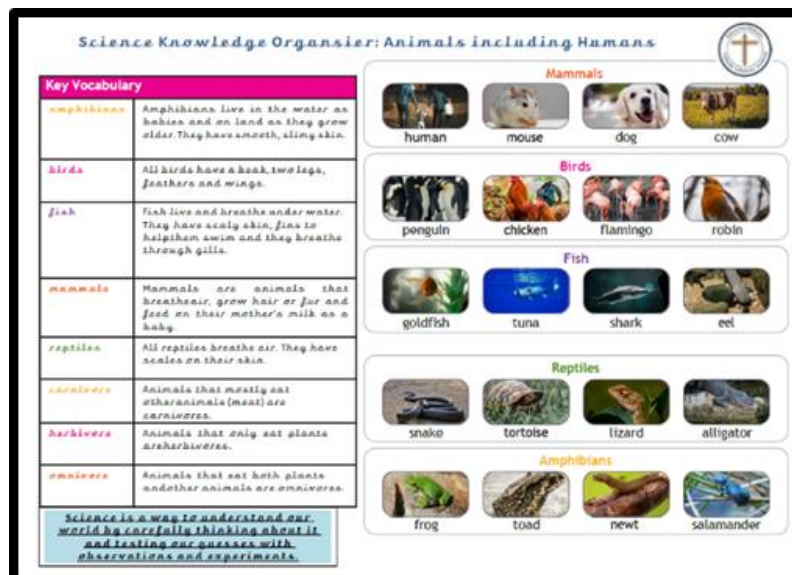 Science Knowledge Organsier: Animals including Humans
Key Vocabulary
amphibians
Amphibians live in the water as
babies and on land as they grow
older. They have smooth, slimy skin.
birds
All birds have a beak, two legs,
feathers and wings.
fish
Fish live and breathe under water.
They have scaly skin, fins to
helpthem swim and they breathe
through gills.
mammals
Mammals are animals that
breatheair, grow hair or fur and
feed on their mother's milk as a
baby.
reptiles
All reptiles breathe air. They have
scales on their skin.
carnivore
Animals that mostly eat
otheranimals (meat) are
carnivores.
herbivore
Animals that only eat plants
areherbivores.
omnivore
Animals that eat both plants
andother animals are omnivores.
Science is a way to understand our
world by carefully thinking about it
and testing our guesses with
observations and experiments.
Mammals
human mouse dog cow
Birds
penguin chicken flamingo robin
Fish
goldfish tuna shark eel
Reptiles
snake tortoise lizard alligator
Amphibians
frog toad newt salamander